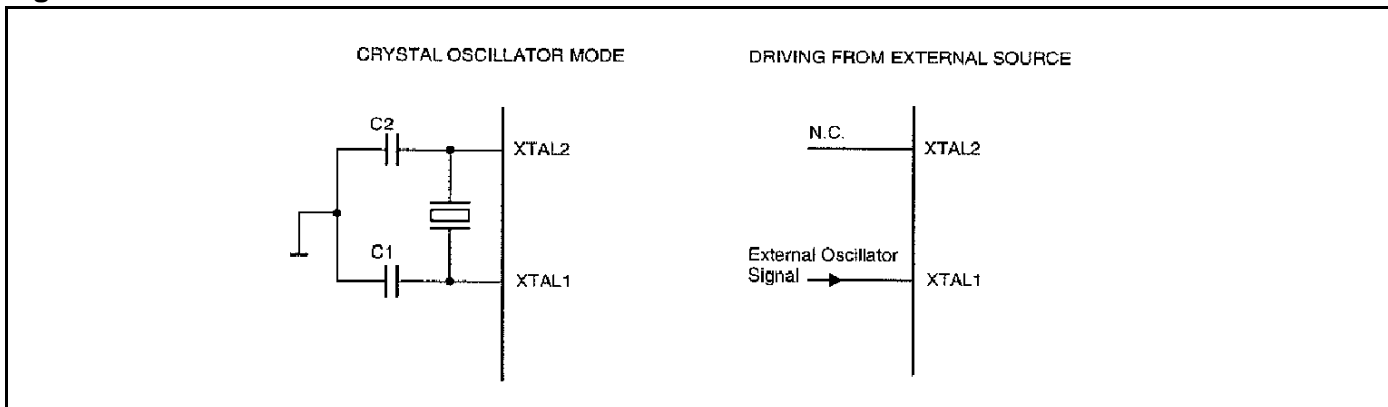 CRYSTAL OSCILLATOR MODE
C2
XTAL2
C1
XTAL1
DRIVING FROM EXTERNAL SOURCE
N.C.
XTAL2
External Oscillator
Signal
XTAL1